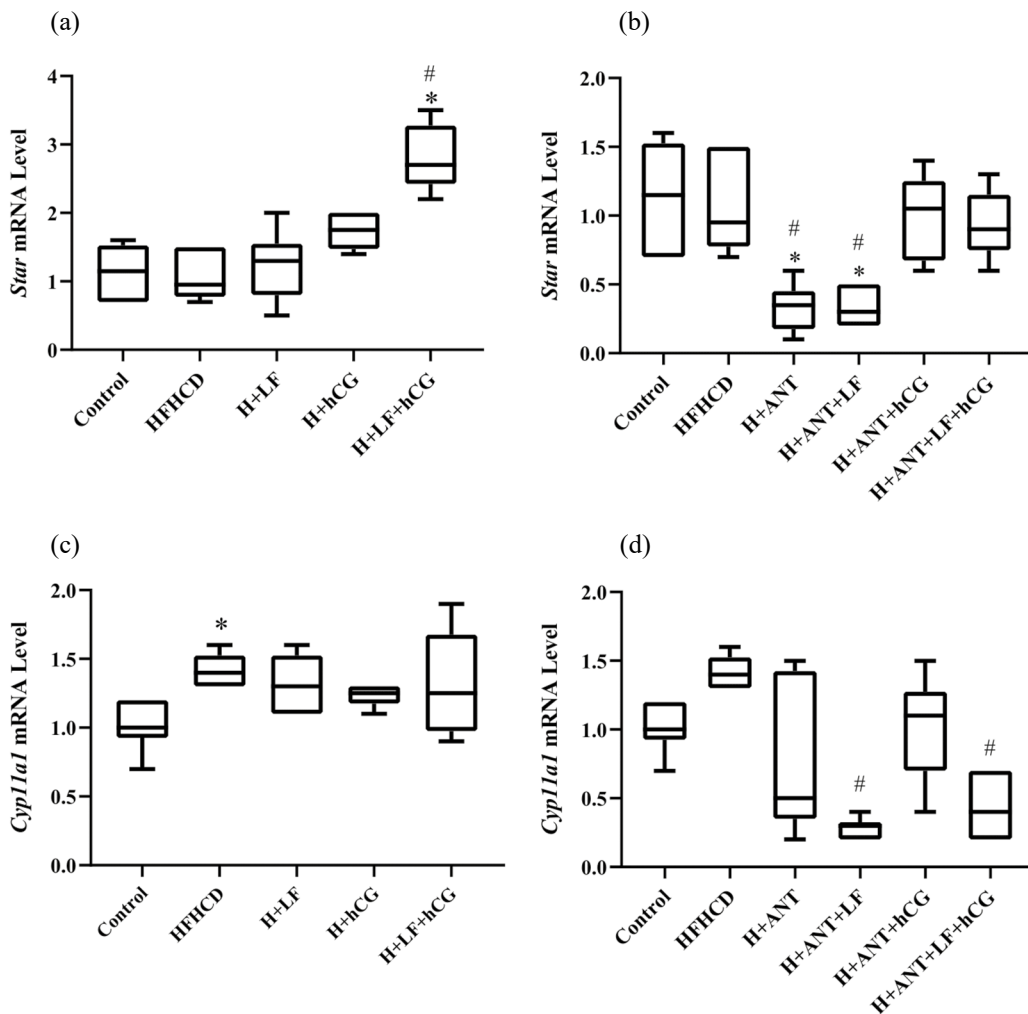 (a)
Star mRNA Level
4
3
2
1
0
#
*
Control
HFHCD
H+LF
H+hCG
H+LF+hCG
(b)
Star mRNA Level
2.0
1.5
1.0
0.5
0.0
#
*
#
*
Control
HFHCD
H+ANT
H+ANT+LF
H+ANT+hCG
H+ANT+LF+hCG
(c)
Cyp11a1 mRNA Level
2.0
1.5
1.0
0.5
0.0
*
Control
HFHCD
H+LF
H+hCG
H+LF+hCG
(d)
Cyp11a1 mRNA Level
2.0
1.5
1.0
0.5
0.0
#
#
Control
HFHCD
H+ANT
H+ANT+LF
H+ANT+hCG
H+ANT+LF+hCG